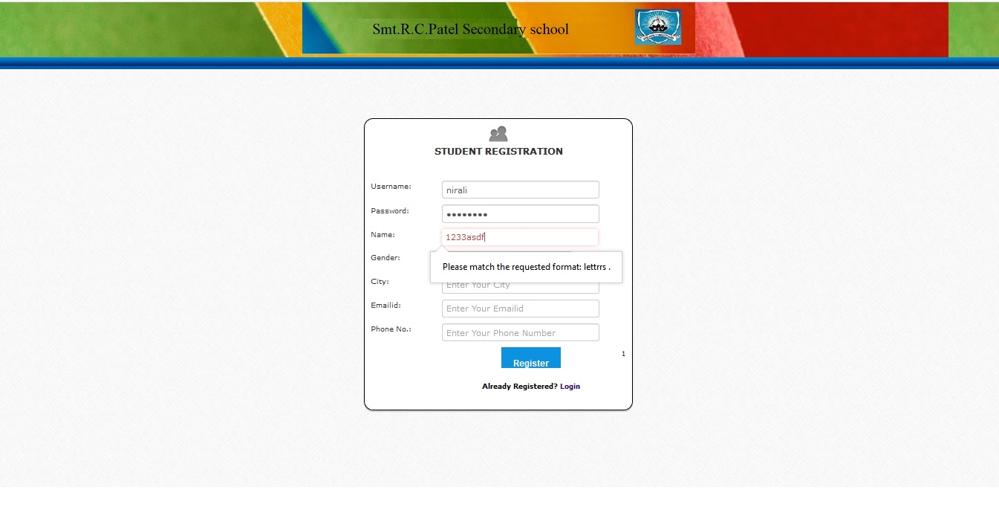 Smt.R.C.Patel Secondary school
STUDENT REGISTRATION
Username: nirali
Password: ••••••••
Name: 1233asdf
Gender:
Please match the requested format: lettrrs .
City: Enter Your City
Emailid: Enter Your Emailid
Phone No.: Enter Your Phone Number
Register 1
Already Registered? Login